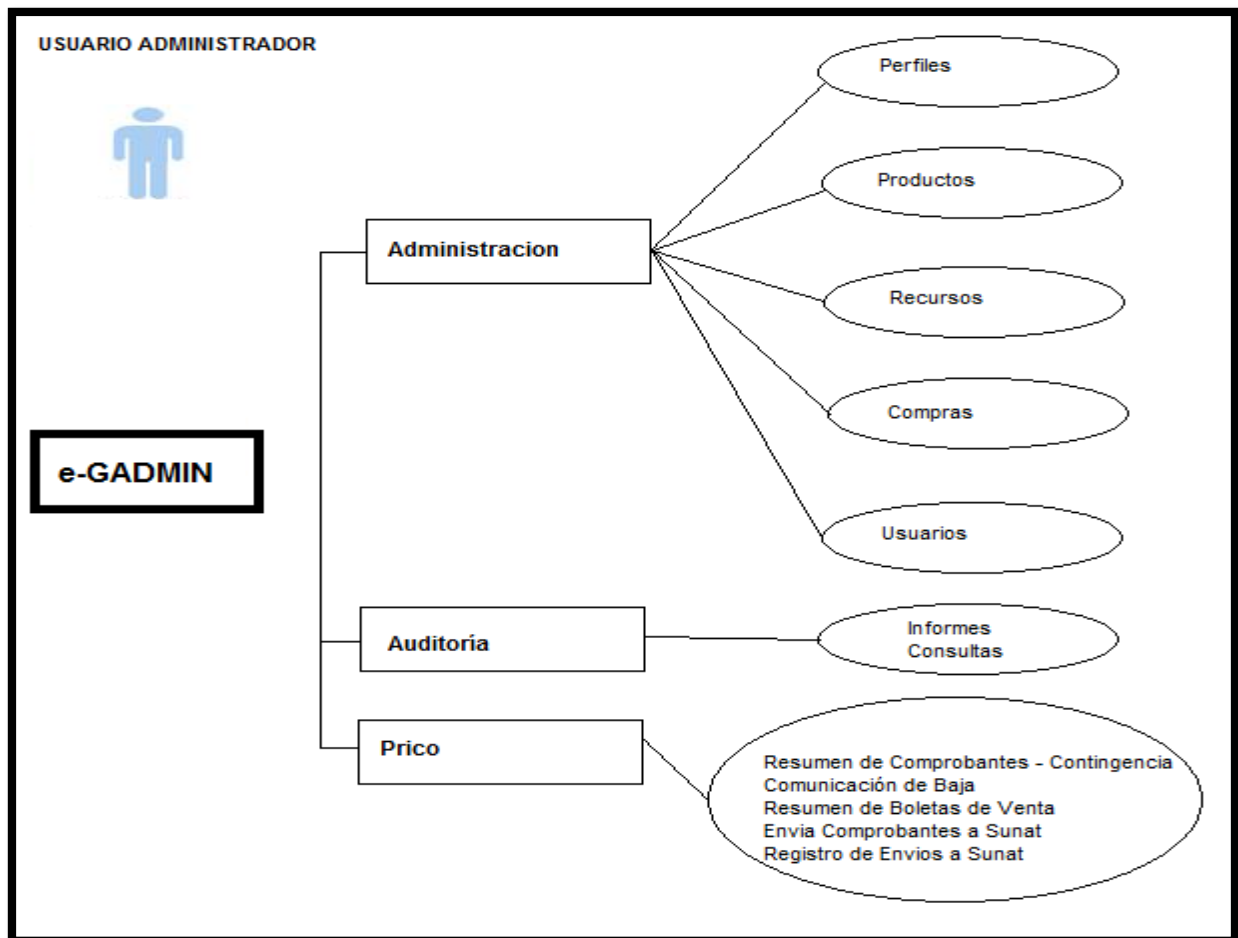 USUARIO ADMINISTRADOR
Perfiles
Productos
Administracion
Recursos
Compras
e-GADMIN
Usuarios
Auditoría
Informes
Consultas
Prico
Resumen de Comprobantes - Contingencia
Comunicación de Baja
Resumen de Boletas de Venta
Envia Comprobantes a Sunat
Registro de Envios a Sunat